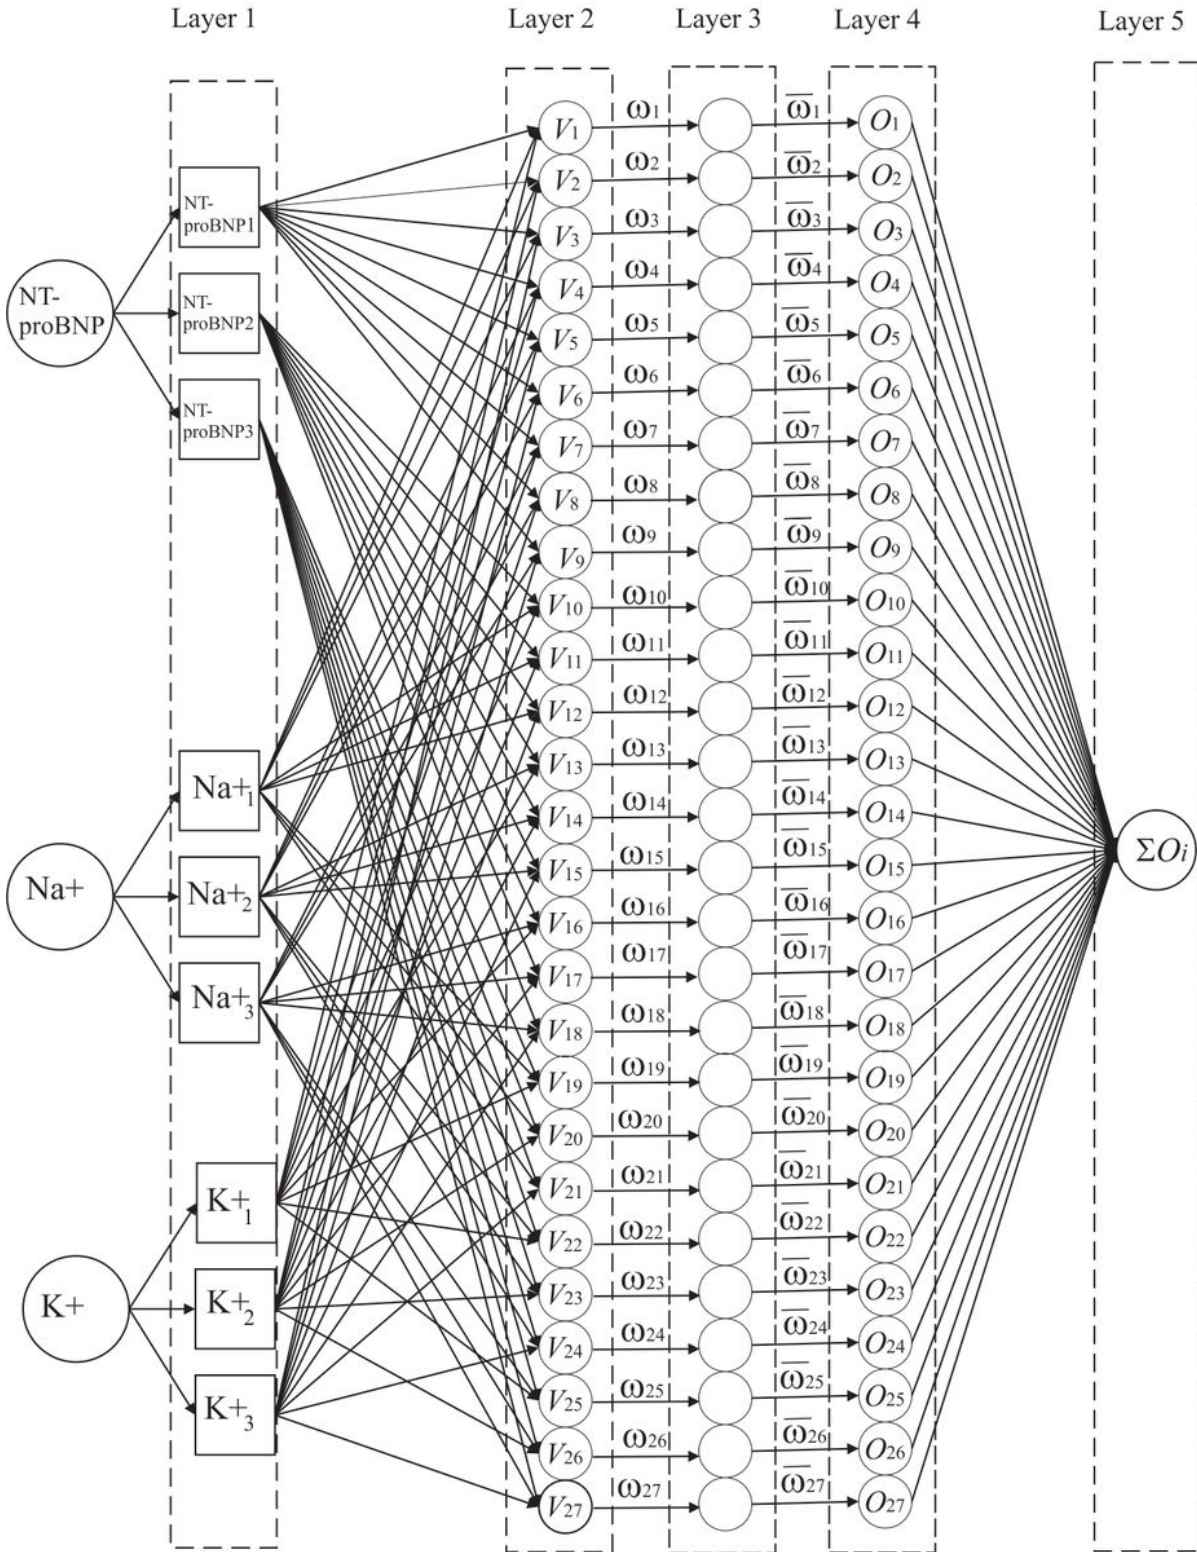 Layer 1
Layer 2
Layer 3
Layer 4
Layer 5
NT-
proBNP
NT-
proBNP1
NT-
proBNP2
NT-
proBNP3
Na+
Na+1
Na+2
Na+3
K+
K+1
K+2
K+3
V1 ω1 ω̅1 O1
V2 ω2 ω̅2 O2
V3 ω3 ω̅3 O3
V4 ω4 ω̅4 O4
V5 ω5 ω̅5 O5
V6 ω6 ω̅6 O6
V7 ω7 ω̅7 O7
V8 ω8 ω̅8 O8
V9 ω9 ω̅9 O9
V10 ω10 ω̅10 O10
V11 ω11 ω̅11 O11
V12 ω12 ω̅12 O12
V13 ω13 ω̅13 O13
V14 ω14 ω̅14 O14
V15 ω15 ω̅15 O15
V16 ω16 ω̅16 O16
V17 ω17 ω̅17 O17
V18 ω18 ω̅18 O18
V19 ω19 ω̅19 O19
V20 ω20 ω̅20 O20
V21 ω21 ω̅21 O21
V22 ω22 ω̅22 O22
V23 ω23 ω̅23 O23
V24 ω24 ω̅24 O24
V25 ω25 ω̅25 O25
V26 ω26 ω̅26 O26
V27 ω27 ω̅27 O27
ΣOi